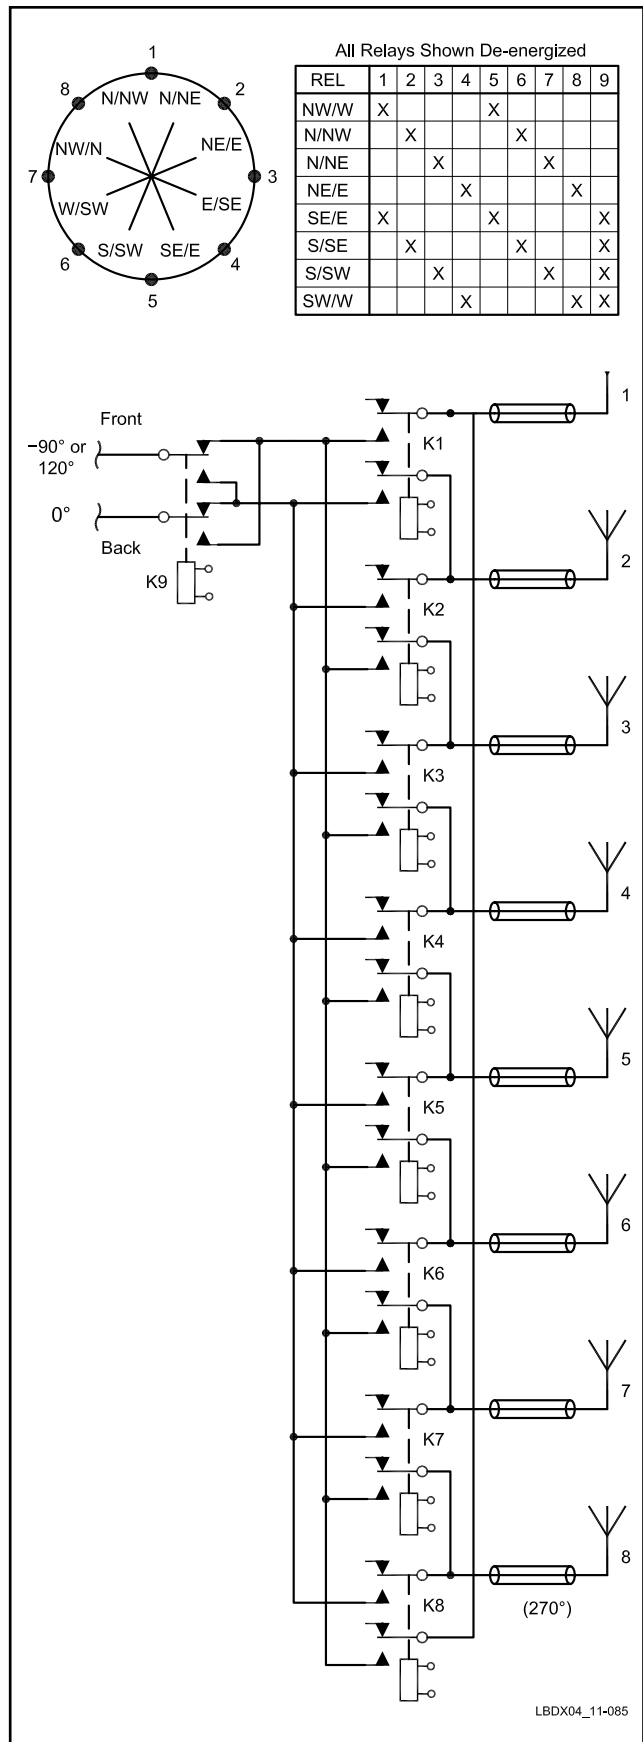 All Relays Shown De-energized
1
8 N/NW N/NE 2
NW/N NE/E
7 3
W/SW E/SE
6 S/SW SE/E 4
5
REL 1 2 3 4 5 6 7 8 9
NW/W X X
N/NW X X
N/NE X X
NE/E X X
SE/E X X X
S/SE X X X
S/SW X X X
SW/W X X X
Front
−90° or
120°
0°
Back
K9
K1
1
K2
2
K3
3
K4
4
K5
5
K6
6
K7
7
K8
8
(270°)
LBDX04_11-085